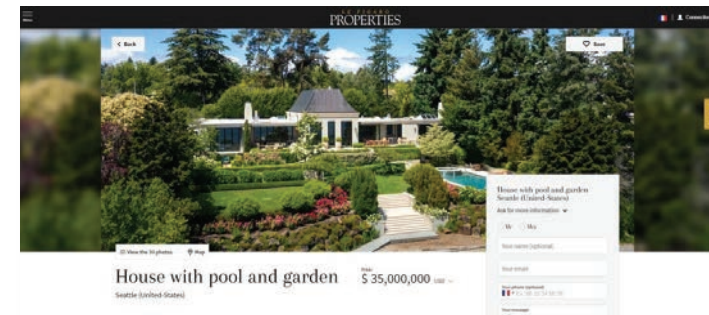 Menu
LE FIGARO
PROPERTIES
Back
Save
View the 30 photos
Map
House with pool and garden
Seattle (United-States)
Price
$ 35,000,000 USD
House with pool and garden
Seattle (United-States)
Ask for more information
Mr Mrs
Your name (optional)
Your email
Your phone (optional)
Your message